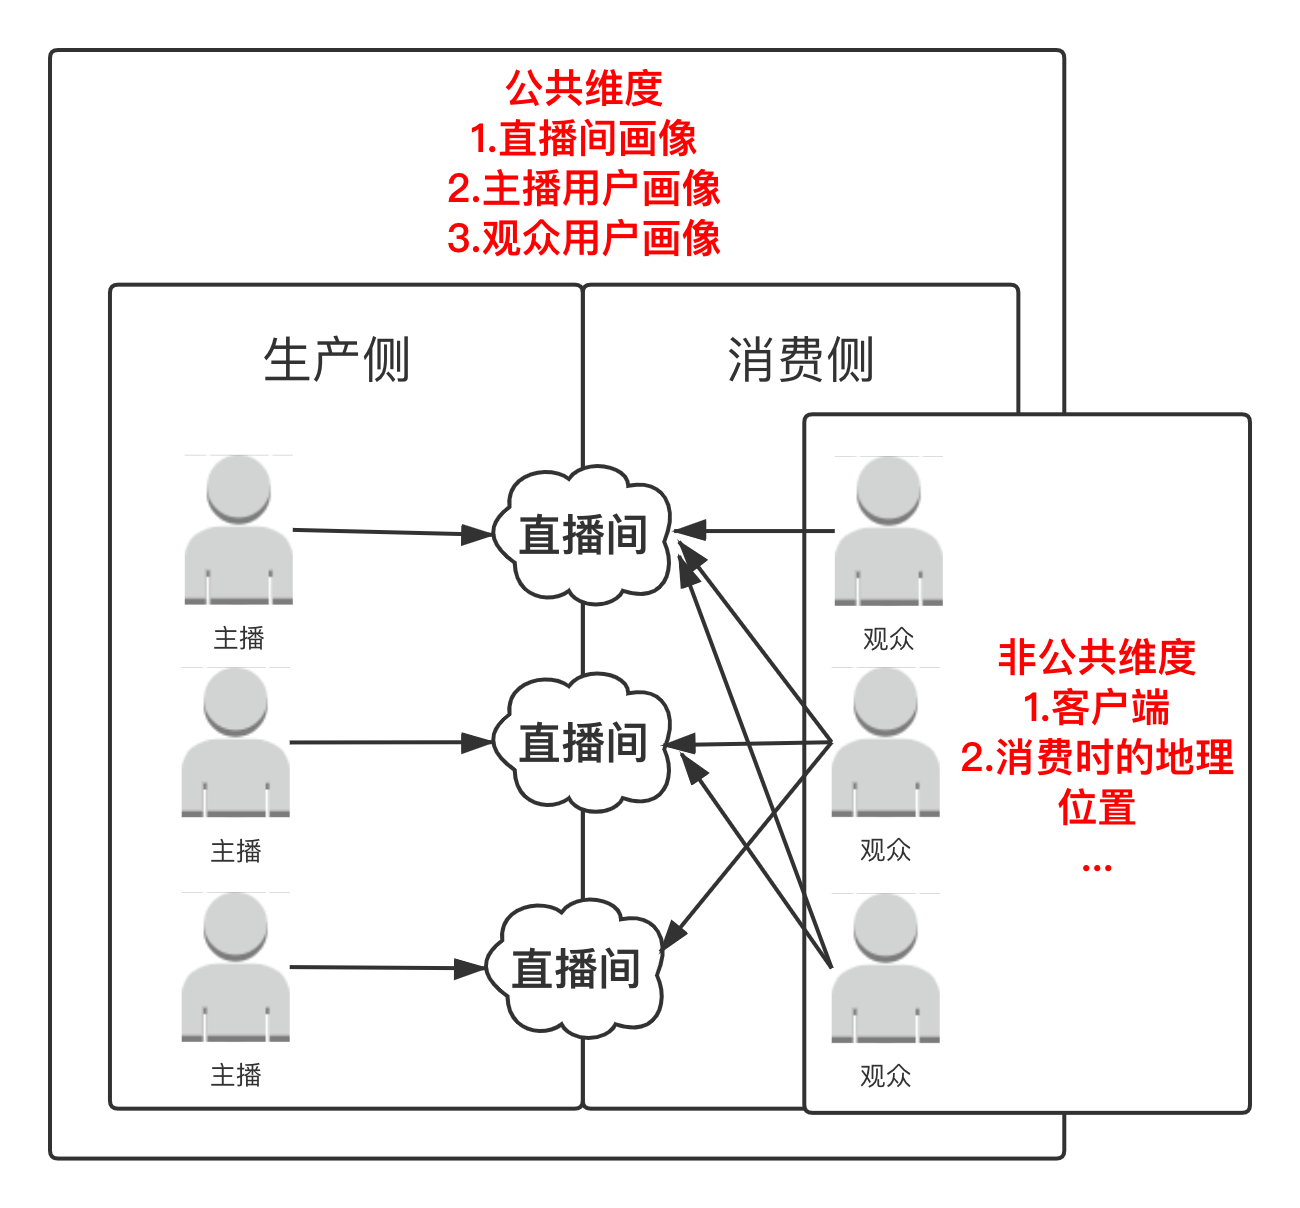 公共维度
1.直播间画像
2.主播用户画像
3.观众用户画像
生产侧
消费侧
直播间
主播
观众
直播间
主播
观众
直播间
主播
观众
非公共维度
1.客户端
2.消费时的地理
位置
...